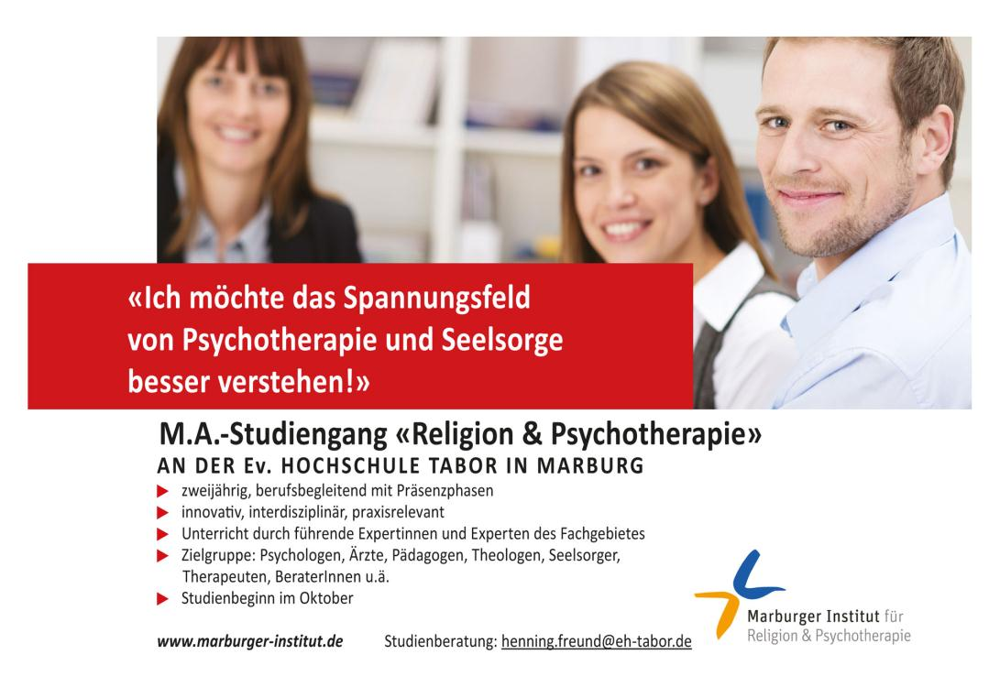 «Ich möchte das Spannungsfeld
von Psychotherapie und Seelsorge
besser verstehen!»
M.A.-Studiengang «Religion & Psychotherapie»
AN DER Ev. HOCHSCHULE TABOR IN MARBURG
zweijährig, berufsbegleitend mit Präsenzphasen
innovativ, interdisziplinär, praxisrelevant
Unterricht durch führende Expertinnen und Experten des Fachgebietes
Zielgruppe: Psychologen, Ärzte, Pädagogen, Theologen, Seelsorger,
Therapeuten, BeraterInnen u.ä.
Studienbeginn im Oktober
www.marburger-institut.de Studienberatung: henning.freund@eh-tabor.de
Marburger Institut für
Religion & Psychotherapie